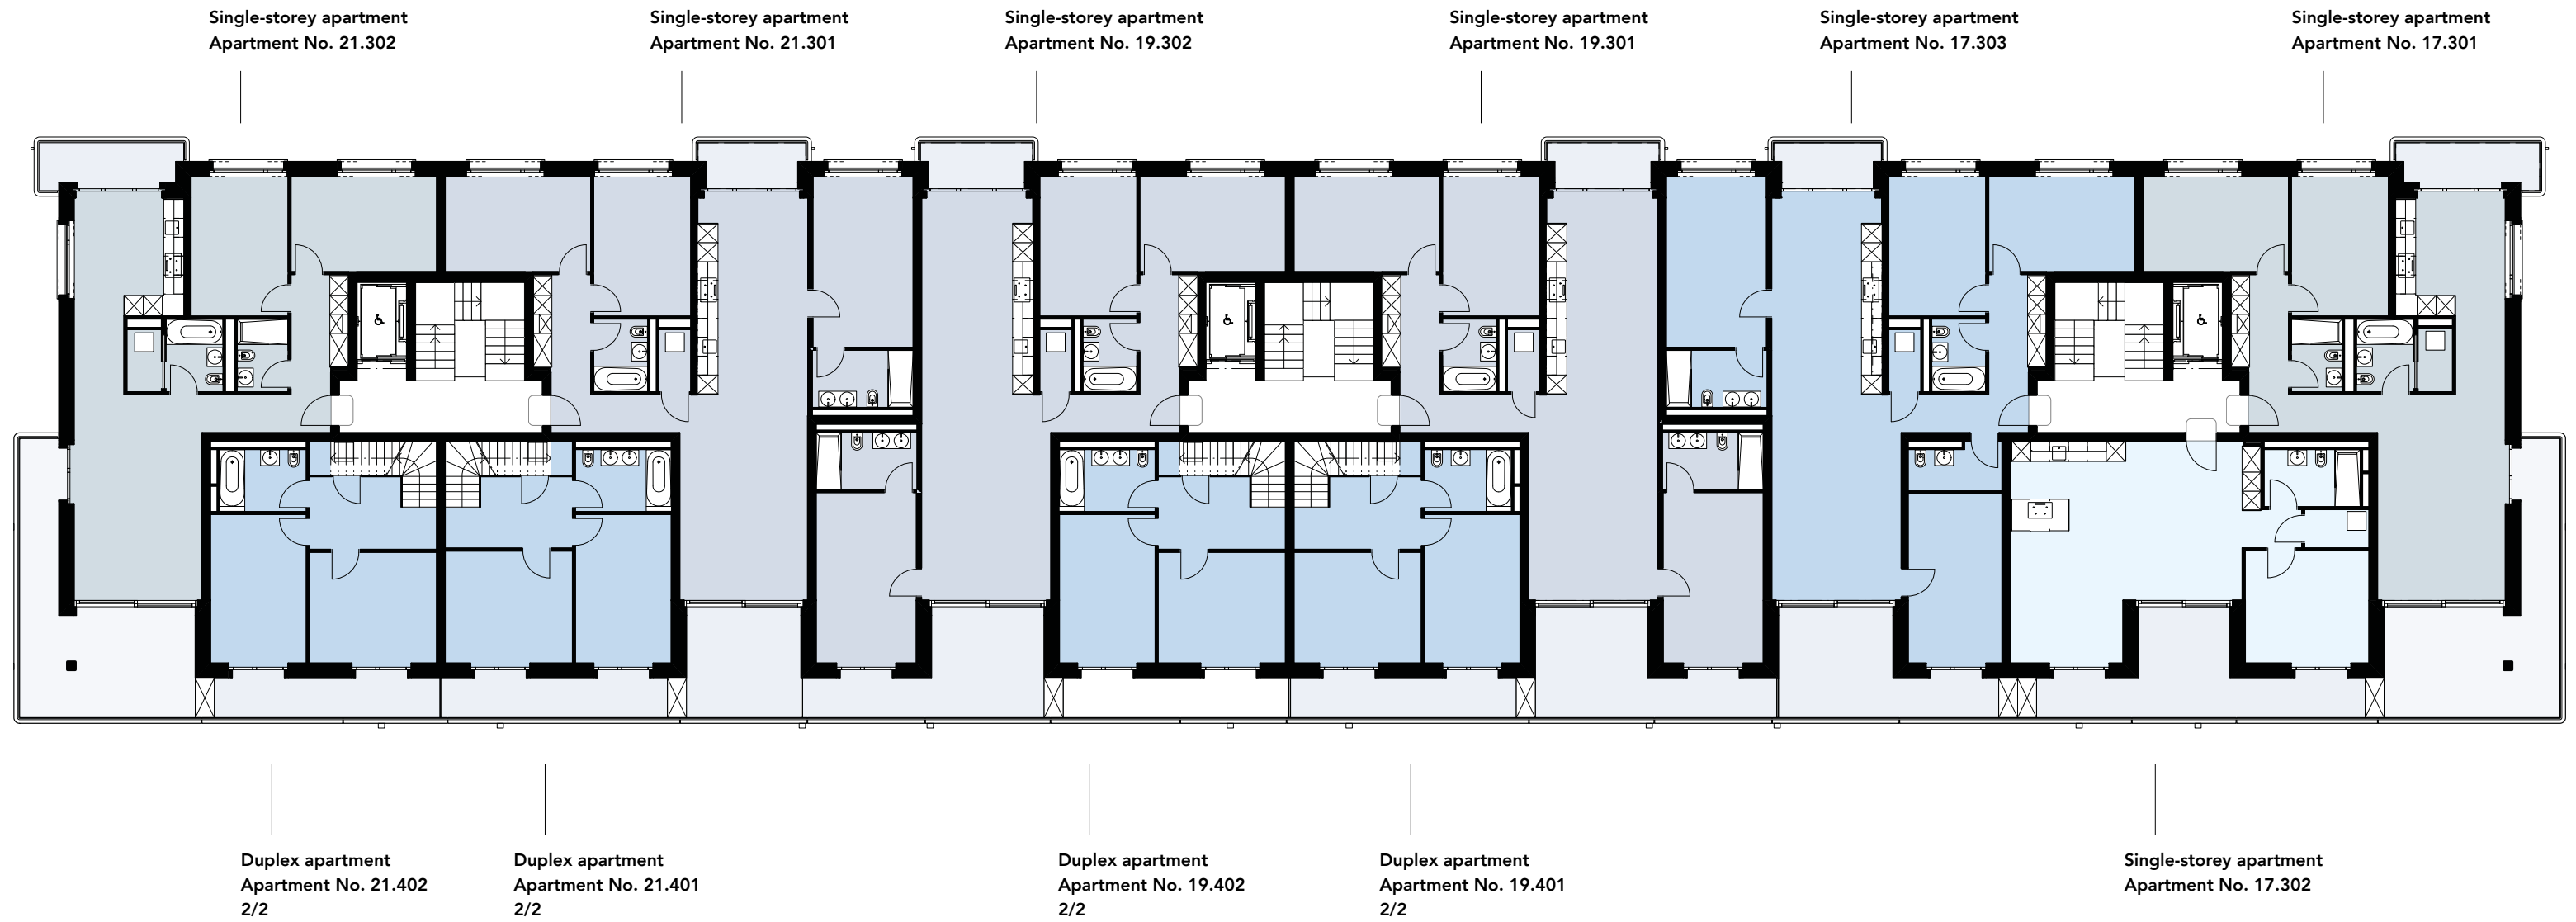 Single-storey apartment
Apartment No. 21.302
Single-storey apartment
Apartment No. 21.301
Single-storey apartment
Apartment No. 19.302
Single-storey apartment
Apartment No. 19.301
Single-storey apartment
Apartment No. 17.303
Single-storey apartment
Apartment No. 17.301
Duplex apartment
Apartment No. 21.402
2/2
Duplex apartment
Apartment No. 21.401
2/2
Duplex apartment
Apartment No. 19.402
2/2
Duplex apartment
Apartment No. 19.401
2/2
Single-storey apartment
Apartment No. 17.302